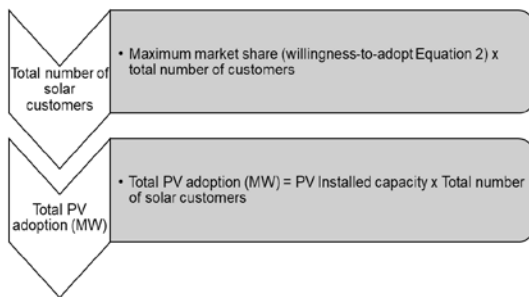 Total number of
solar
customers
• Maximum market share (willingness-to-adopt Equation 2) x
total number of customers
Total PV
adoption (MW)
• Total PV adoption (MW) = PV Installed capacity x Total number
of solar customers